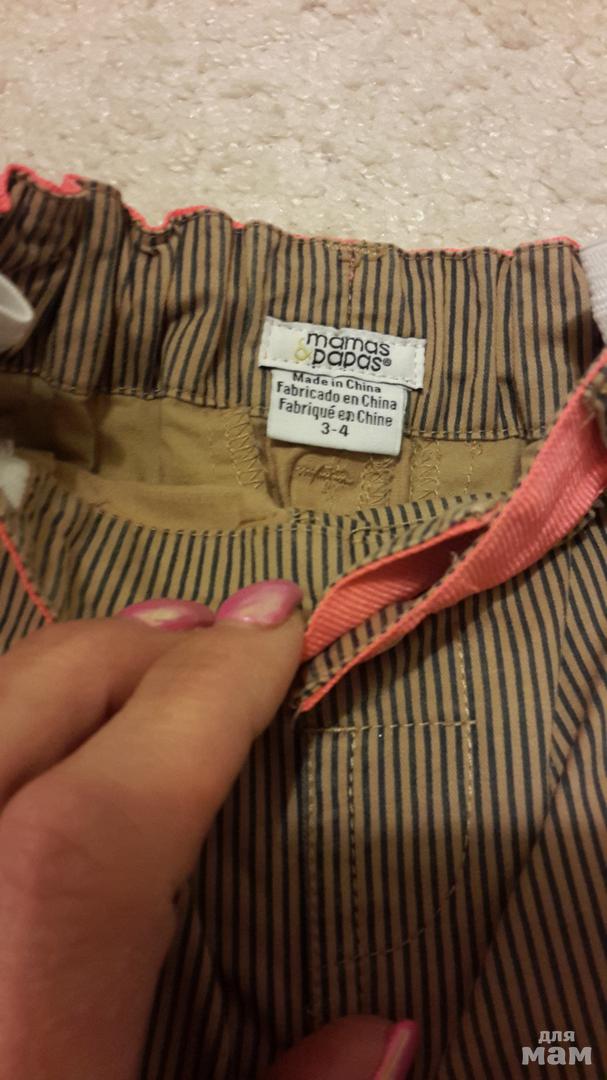 mamas
& papas®
Made in China
Fabricado en China
Fabriqué en Chine
3-4
для
мам